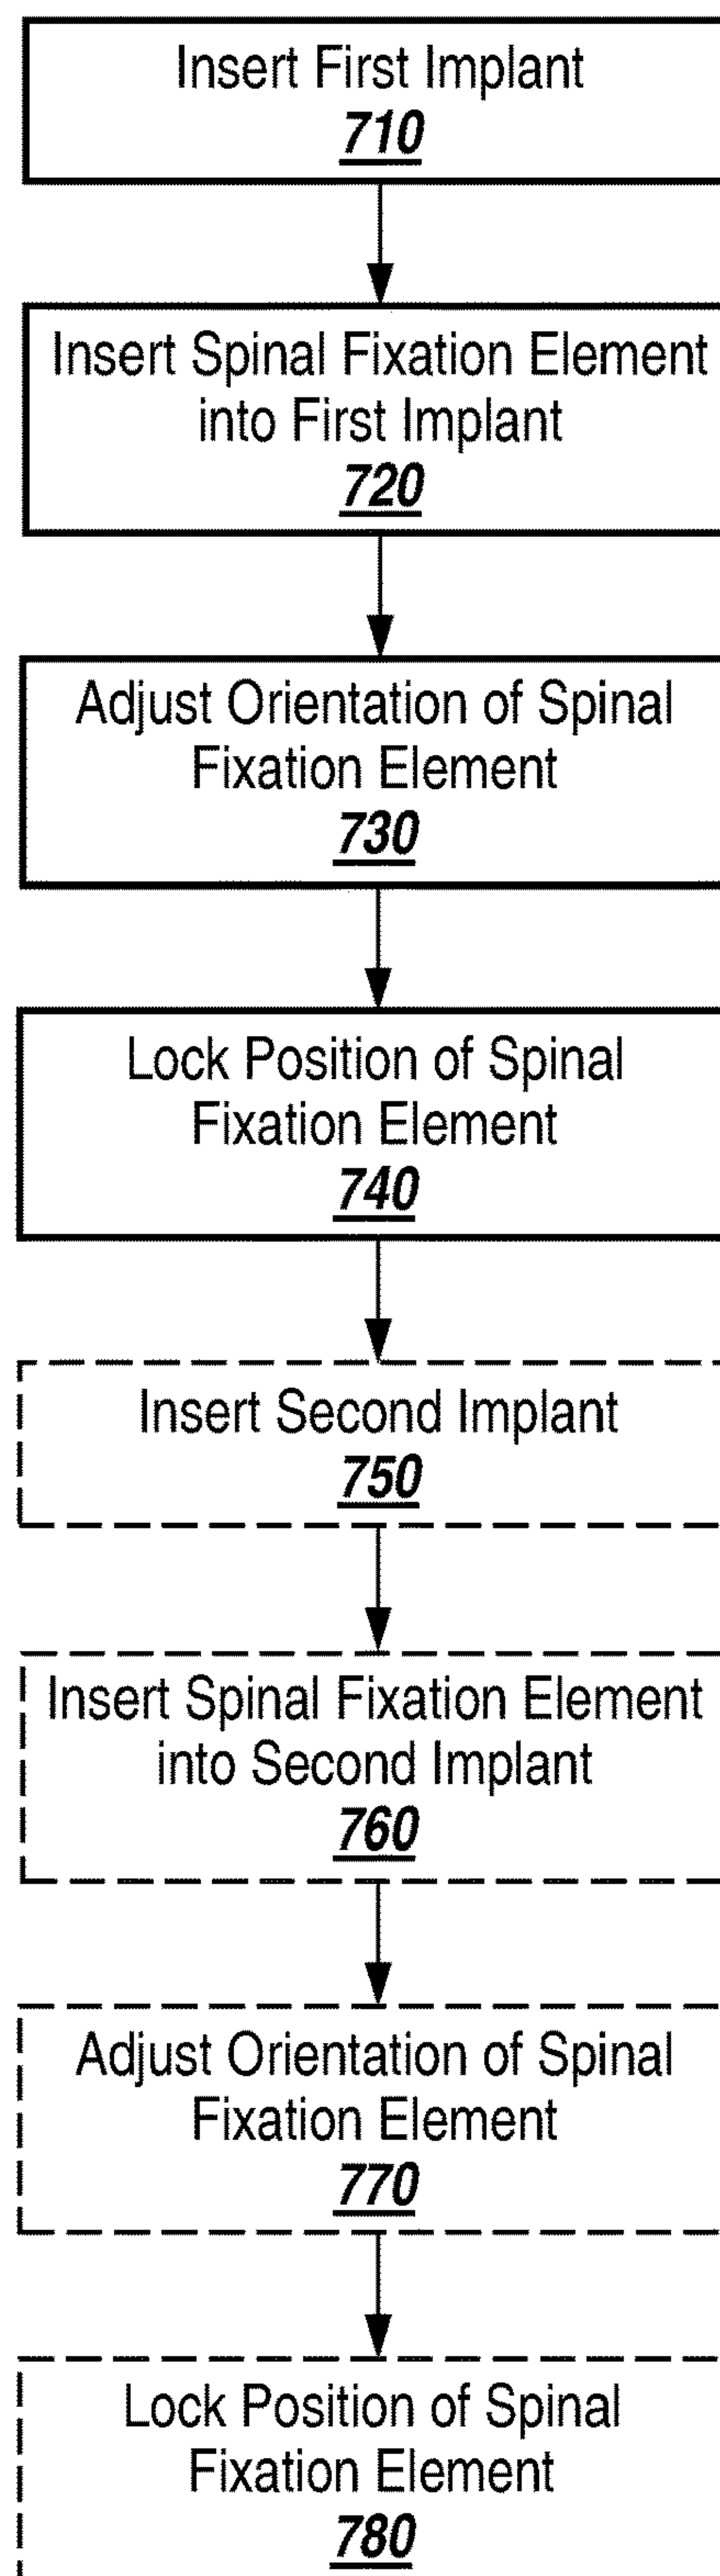 Insert First Implant
710
Insert Spinal Fixation Element
into First Implant
720
Adjust Orientation of Spinal
Fixation Element
730
Lock Position of Spinal
Fixation Element
740
Insert Second Implant
750
Insert Spinal Fixation Element
into Second Implant
760
Adjust Orientation of Spinal
Fixation Element
770
Lock Position of Spinal
Fixation Element
780